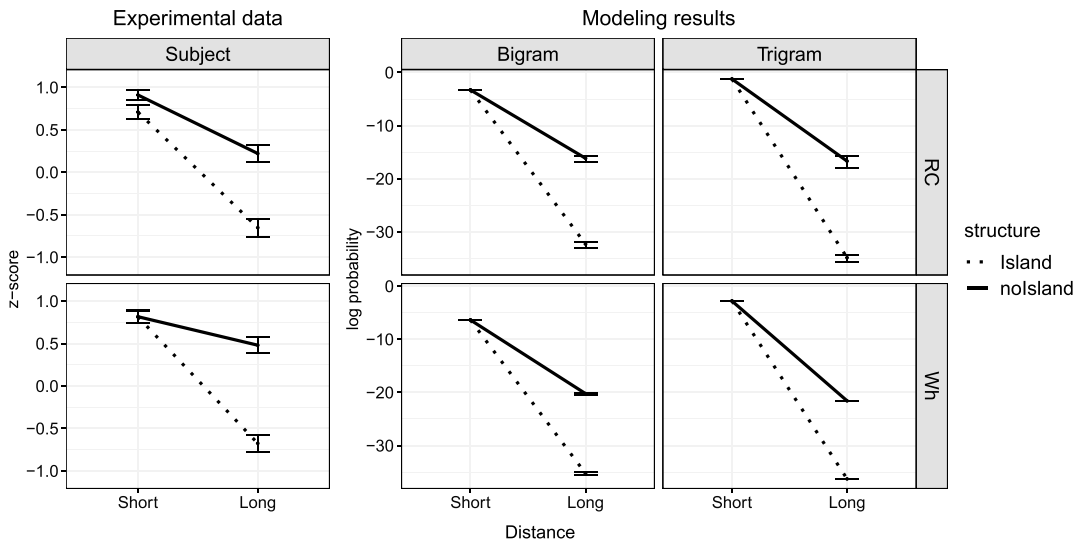 Experimental data
Modeling results
Subject
Bigram
Trigram
z−score
1.0
0.5
0.0
−0.5
−1.0
1.0
0.5
0.0
−0.5
−1.0
log probability
0
−10
−20
−30
0
−10
−20
−30
RC
Wh
structure
Island
noIsland
Short
Long
Short
Long
Short
Long
Distance